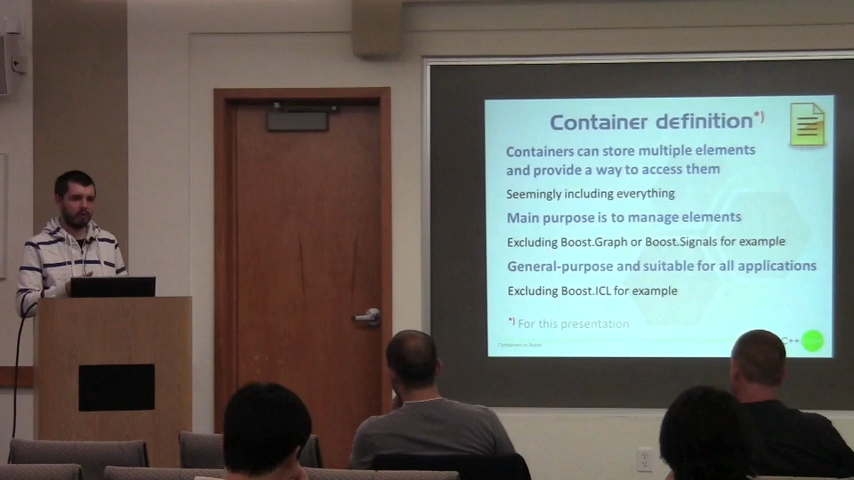 Container definition*)
Containers can store multiple elements
and provide a way to access them
Seemingly including everything
Main purpose is to manage elements
Excluding Boost.Graph or Boost.Signals for example
General-purpose and suitable for all applications
Excluding Boost.ICL for example
*) For this presentation
Containers in Boost
C++